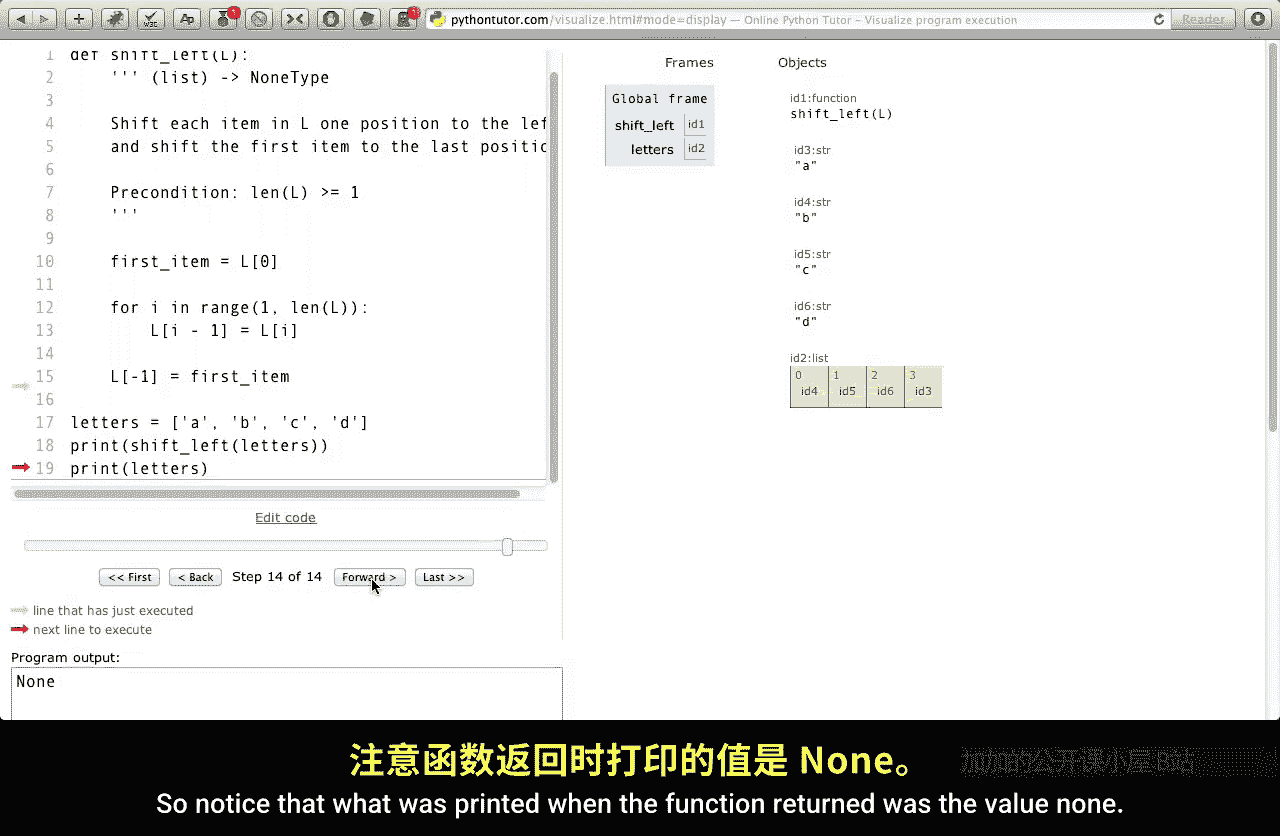 pythontutor.com/visualize.html#mode=display — Online Python Tutor – Visualize program execution
Reader
1 def shift_left(L):
2 ''' (list) -> NoneType
3
4 Shift each item in L one position to the lef
5 and shift the first item to the last positic
6
7 Precondition: len(L) >= 1
8 '''
9
10 first_item = L[0]
11
12 for i in range(1, len(L)):
13 L[i - 1] = L[i]
14
15 L[-1] = first_item
16
17 letters = ['a', 'b', 'c', 'd']
18 print(shift_left(letters))
19 print(letters)
Edit code
<< First
< Back
Step 14 of 14
Forward >
Last >>
line that has just executed
next line to execute
Program output:
None
Frames
Global frame
shift_left id1
letters id2
Objects
id1:function
shift_left(L)
id3:str
"a"
id4:str
"b"
id5:str
"c"
id6:str
"d"
id2:list
0 1 2 3
id4 id5 id6 id3
注意函数返回时打印的值是 None。
So notice that what was printed when the function returned was the value none.